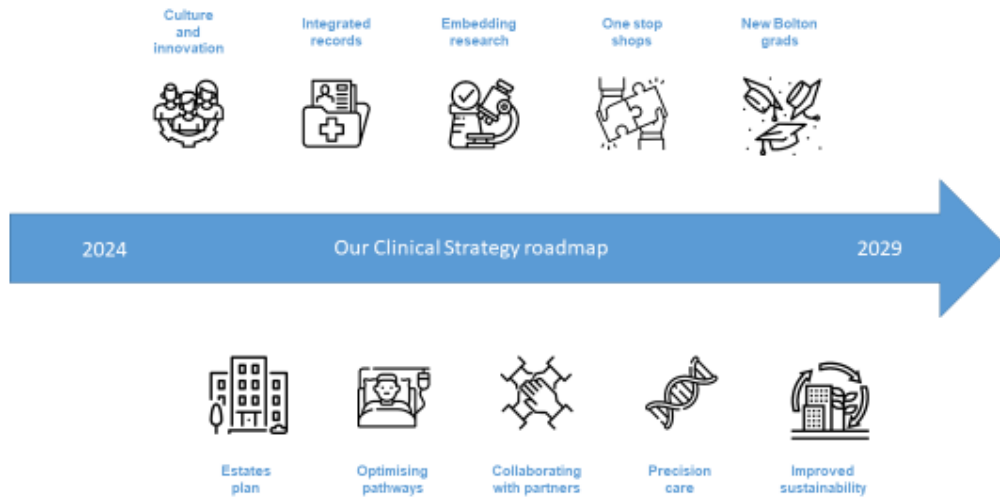 Culture
and
innovation
Integrated
records
Embedding
research
One stop
shops
New Bolton
grads
2024
Our Clinical Strategy roadmap
2029
Estates
plan
Optimising
pathways
Collaborating
with partners
Precision
care
Improved
sustainability